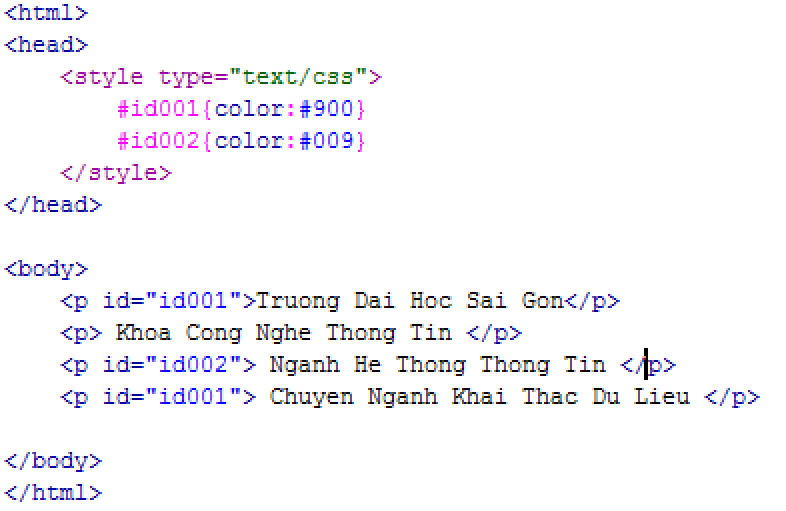 <html>
<head>
    <style type="text/css">
        #id001{color:#900}
        #id002{color:#009}
    </style>
</head>

<body>
    <p id="id001">Truong Dai Hoc Sai Gon</p>
    <p> Khoa Cong Nghe Thong Tin </p>
    <p id="id002"> Nganh He Thong Thong Tin </p>
    <p id="id001"> Chuyen Nganh Khai Thac Du Lieu </p>

</body>
</html>